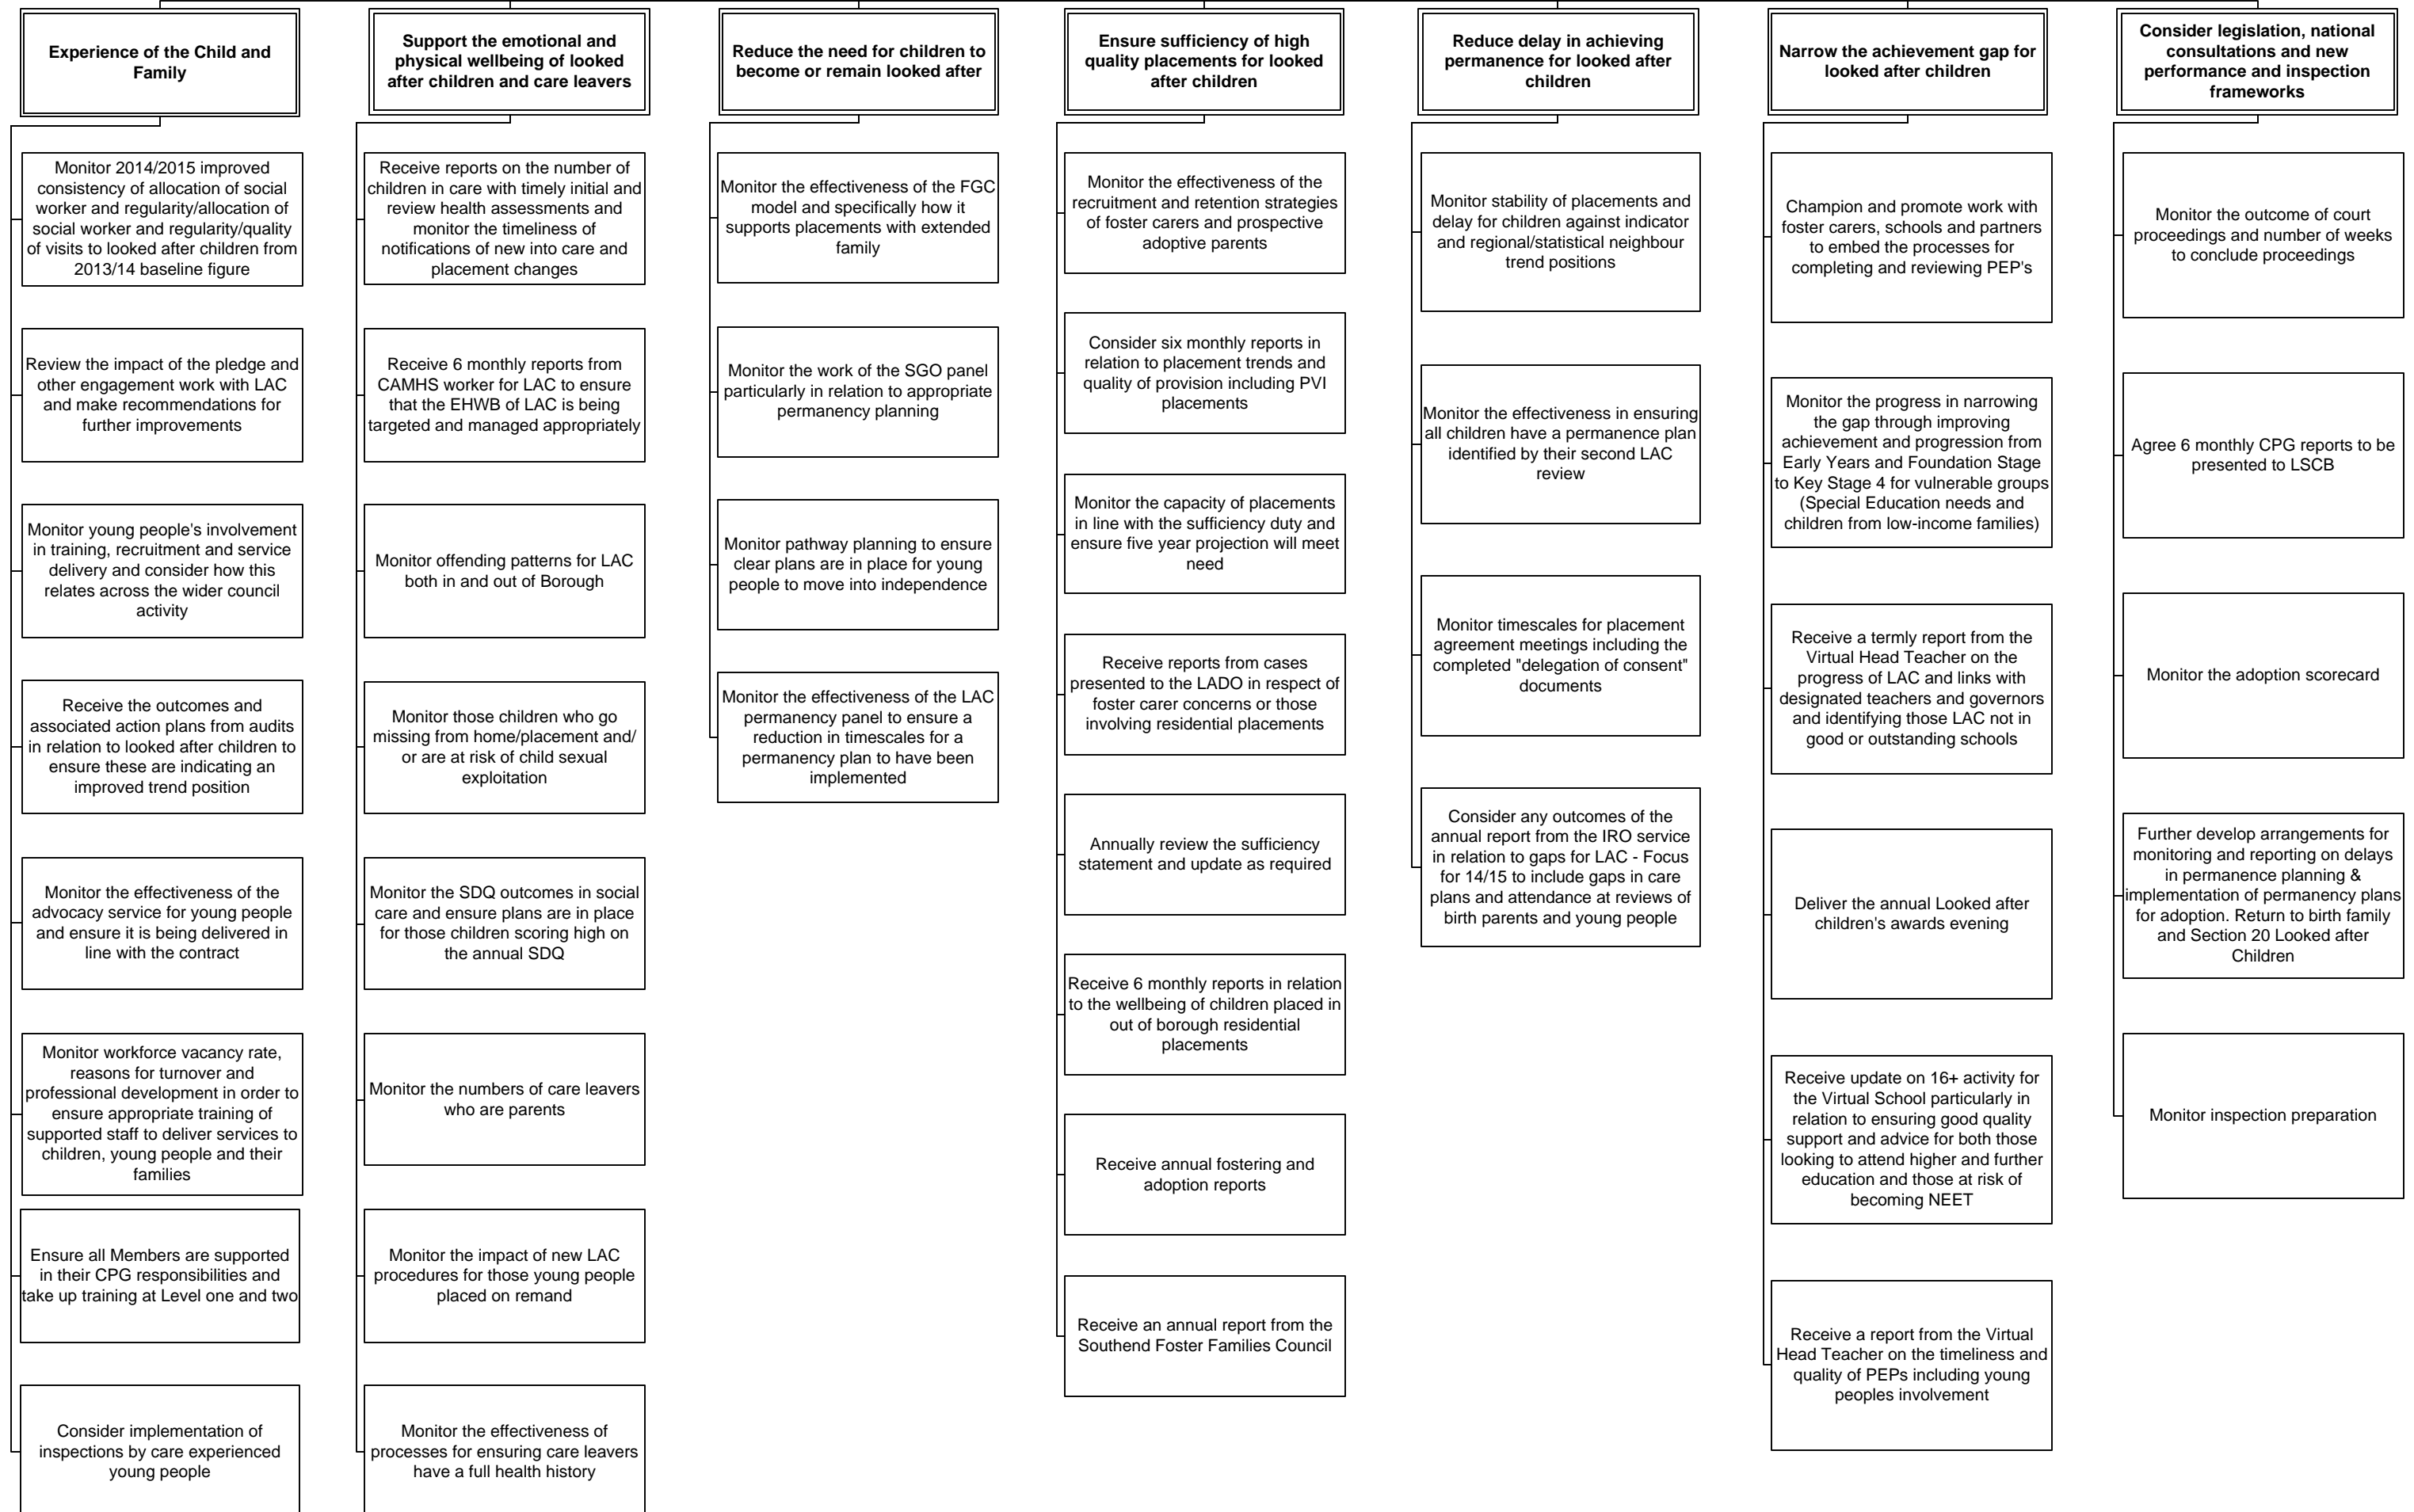 Experience of the Child and
Family
Monitor 2014/2015 improved
consistency of allocation of social
worker and regularity/allocation of
social worker and regularity/quality
of visits to looked after children from
2013/14 baseline figure
Review the impact of the pledge and
other engagement work with LAC
and make recommendations for
further improvements
Monitor young people's involvement
in training, recruitment and service
delivery and consider how this
relates across the wider council
activity
Receive the outcomes and
associated action plans from audits
in relation to looked after children to
ensure these are indicating an
improved trend position
Monitor the effectiveness of the
advocacy service for young people
and ensure it is being delivered in
line with the contract
Monitor workforce vacancy rate,
reasons for turnover and
professional development in order to
ensure appropriate training of
supported staff to deliver services to
children, young people and their
families
Ensure all Members are supported
in their CPG responsibilities and
take up training at Level one and two
Consider implementation of
inspections by care experienced
young people
Support the emotional and
physical wellbeing of looked
after children and care leavers
Receive reports on the number of
children in care with timely initial and
review health assessments and
monitor the timeliness of
notifications of new into care and
placement changes
Receive 6 monthly reports from
CAMHS worker for LAC to ensure
that the EHWB of LAC is being
targeted and managed appropriately
Monitor offending patterns for LAC
both in and out of Borough
Monitor those children who go
missing from home/placement and/
or are at risk of child sexual
exploitation
Monitor the SDQ outcomes in social
care and ensure plans are in place
for those children scoring high on
the annual SDQ
Monitor the numbers of care leavers
who are parents
Monitor the impact of new LAC
procedures for those young people
placed on remand
Monitor the effectiveness of
processes for ensuring care leavers
have a full health history
Reduce the need for children to
become or remain looked after
Monitor the effectiveness of the FGC
model and specifically how it
supports placements with extended
family
Monitor the work of the SGO panel
particularly in relation to appropriate
permanency planning
Monitor pathway planning to ensure
clear plans are in place for young
people to move into independence
Monitor the effectiveness of the LAC
permanency panel to ensure a
reduction in timescales for a
permanency plan to have been
implemented
Ensure sufficiency of high
quality placements for looked
after children
Monitor the effectiveness of the
recruitment and retention strategies
of foster carers and prospective
adoptive parents
Consider six monthly reports in
relation to placement trends and
quality of provision including PVI
placements
Monitor the capacity of placements
in line with the sufficiency duty and
ensure five year projection will meet
need
Receive reports from cases
presented to the LADO in respect of
foster carer concerns or those
involving residential placements
Annually review the sufficiency
statement and update as required
Receive 6 monthly reports in relation
to the wellbeing of children placed in
out of borough residential
placements
Receive annual fostering and
adoption reports
Receive an annual report from the
Southend Foster Families Council
Reduce delay in achieving
permanence for looked after
children
Monitor stability of placements and
delay for children against indicator
and regional/statistical neighbour
trend positions
Monitor the effectiveness in ensuring
all children have a permanence plan
identified by their second LAC
review
Monitor timescales for placement
agreement meetings including the
completed "delegation of consent"
documents
Consider any outcomes of the
annual report from the IRO service
in relation to gaps for LAC - Focus
for 14/15 to include gaps in care
plans and attendance at reviews of
birth parents and young people
Narrow the achievement gap for
looked after children
Champion and promote work with
foster carers, schools and partners
to embed the processes for
completing and reviewing PEP's
Monitor the progress in narrowing
the gap through improving
achievement and progression from
Early Years and Foundation Stage
to Key Stage 4 for vulnerable groups
(Special Education needs and
children from low-income families)
Receive a termly report from the
Virtual Head Teacher on the
progress of LAC and links with
designated teachers and governors
and identifying those LAC not in
good or outstanding schools
Deliver the annual Looked after
children's awards evening
Receive update on 16+ activity for
the Virtual School particularly in
relation to ensuring good quality
support and advice for both those
looking to attend higher and further
education and those at risk of
becoming NEET
Receive a report from the Virtual
Head Teacher on the timeliness and
quality of PEPs including young
peoples involvement
Consider legislation, national
consultations and new
performance and inspection
frameworks
Monitor the outcome of court
proceedings and number of weeks
to conclude proceedings
Agree 6 monthly CPG reports to be
presented to LSCB
Monitor the adoption scorecard
Further develop arrangements for
monitoring and reporting on delays
in permanence planning &
implementation of permanency plans
for adoption. Return to birth family
and Section 20 Looked after
Children
Monitor inspection preparation